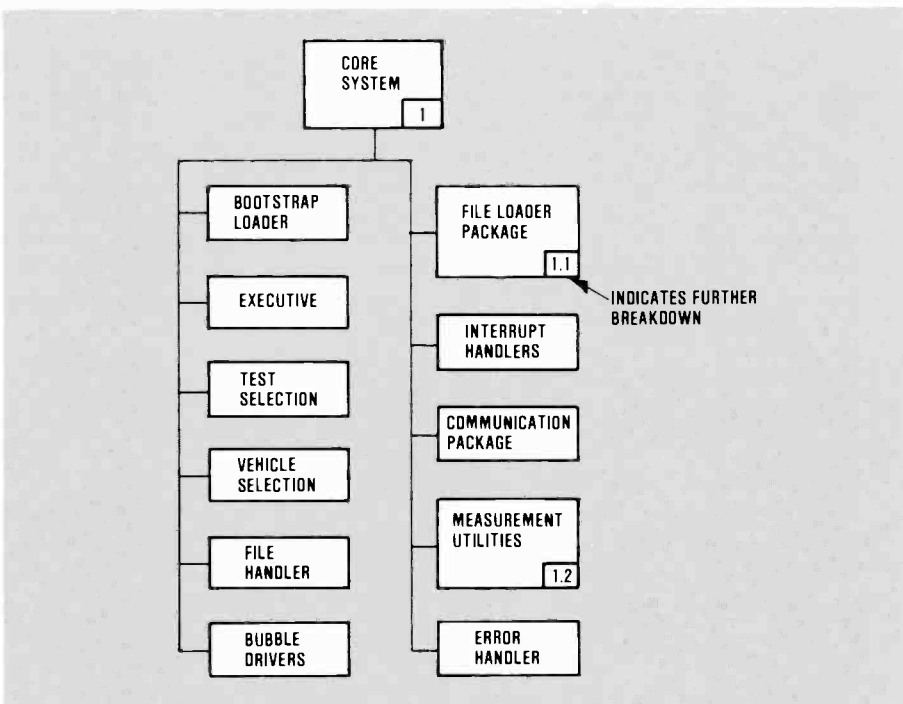 CORE
SYSTEM
1
BOOTSTRAP
LOADER
EXECUTIVE
TEST
SELECTION
VEHICLE
SELECTION
FILE
HANDLER
BUBBLE
DRIVERS
FILE LOADER
PACKAGE
1.1
INDICATES FURTHER
BREAKDOWN
INTERRUPT
HANDLERS
COMMUNICATION
PACKAGE
MEASUREMENT
UTILITIES
1.2
ERROR
HANDLER